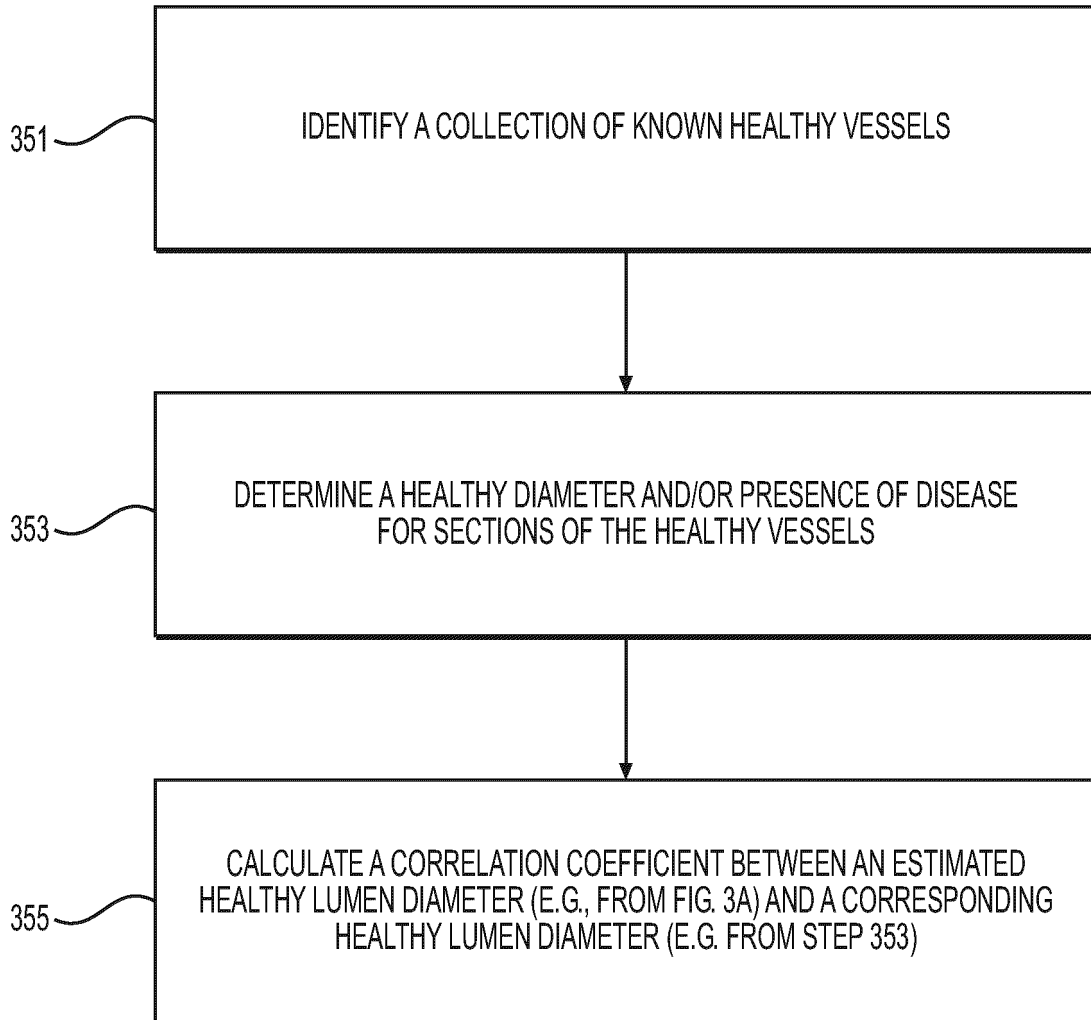 351
IDENTIFY A COLLECTION OF KNOWN HEALTHY VESSELS
353
DETERMINE A HEALTHY DIAMETER AND/OR PRESENCE OF DISEASE
FOR SECTIONS OF THE HEALTHY VESSELS
355
CALCULATE A CORRELATION COEFFICIENT BETWEEN AN ESTIMATED
HEALTHY LUMEN DIAMETER (E.G., FROM FIG. 3A) AND A CORRESPONDING
HEALTHY LUMEN DIAMETER (E.G. FROM STEP 353)